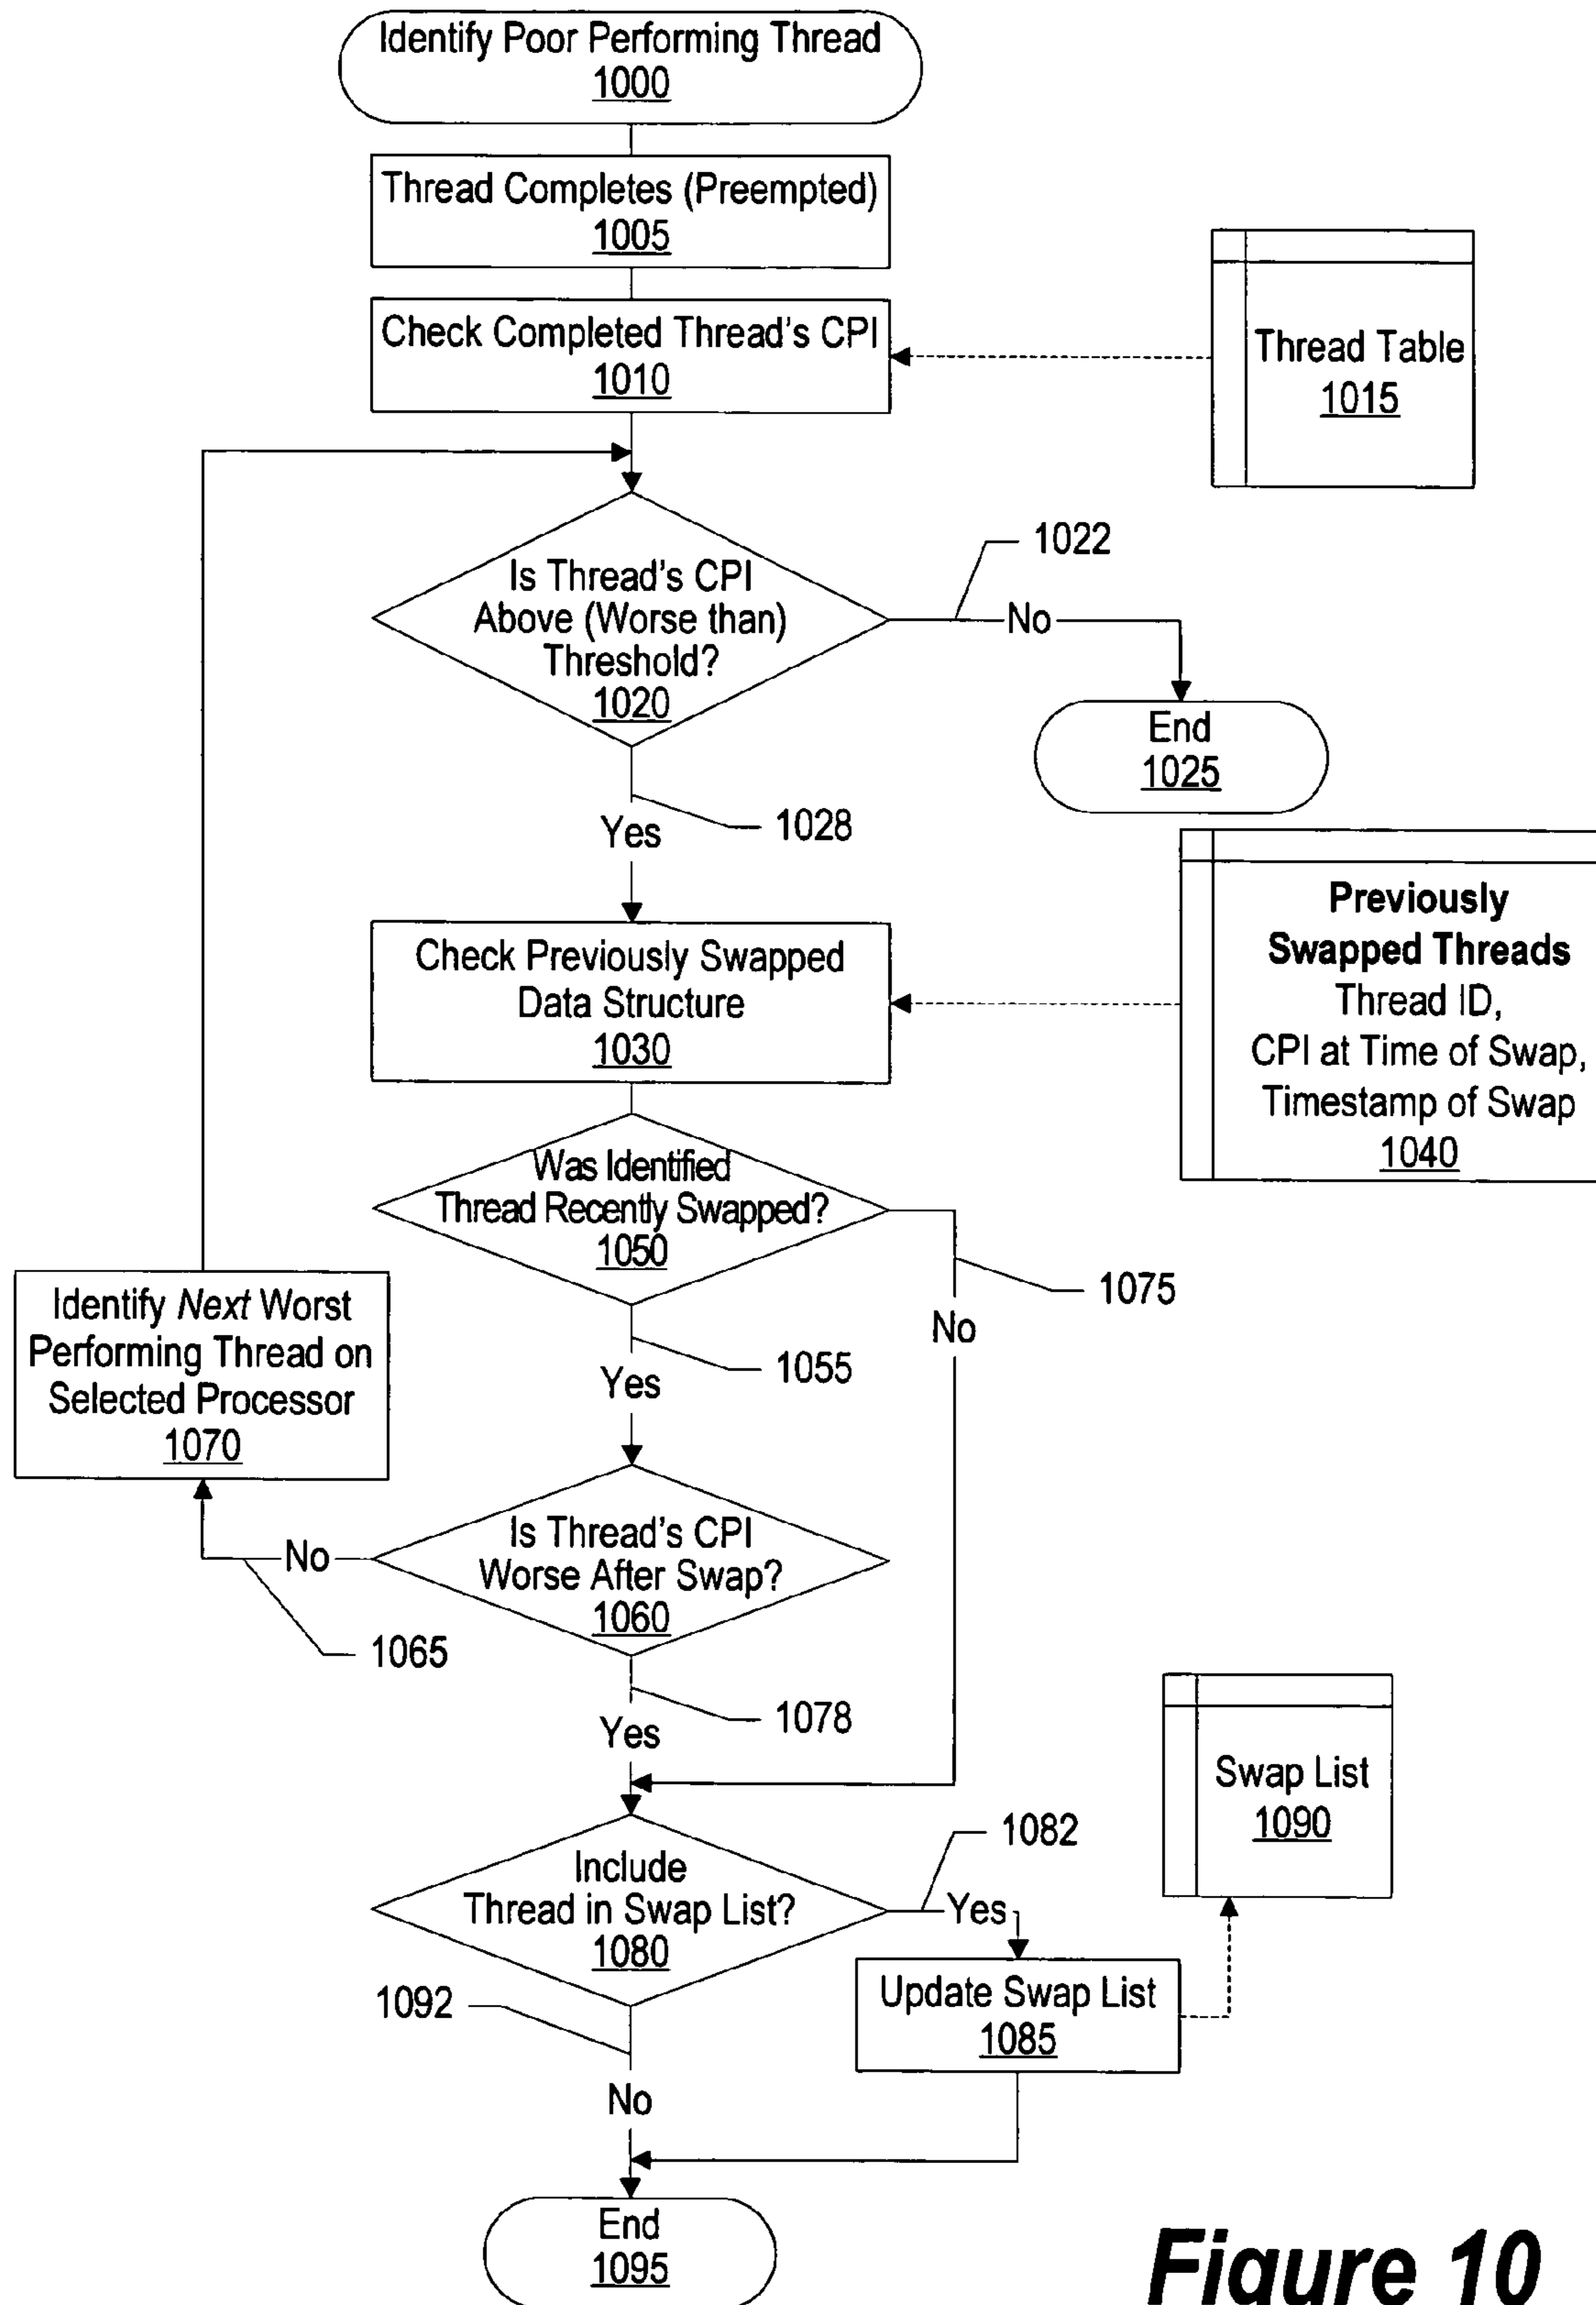 Identify Poor Performing Thread
1000
Thread Completes (Preempted)
1005
Check Completed Thread's CPI
1010
Thread Table
1015
Is Thread's CPI
Above (Worse than)
Threshold?
1020
1022
No
End
1025
1028
Yes
Check Previously Swapped
Data Structure
1030
Previously
Swapped Threads
Thread ID,
CPI at Time of Swap,
Timestamp of Swap
1040
Was Identified
Thread Recently Swapped?
1050
1075
No
1055
Yes
Identify Next Worst
Performing Thread on
Selected Processor
1070
Is Thread's CPI
Worse After Swap?
1060
No
1065
1078
Yes
Swap List
1090
Include
Thread in Swap List?
1080
1082
Yes
Update Swap List
1085
1092
No
End
1095
Figure 10